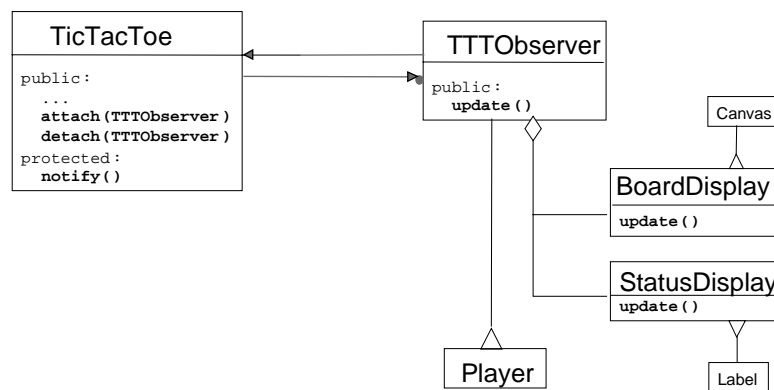 TicTacToe
public:
...
attach(TTTObserver)
detach(TTTObserver)
protected:
notify()
TTTObserver
public:
update()
Canvas
BoardDisplay
update()
StatusDisplay
update()
Player
Label